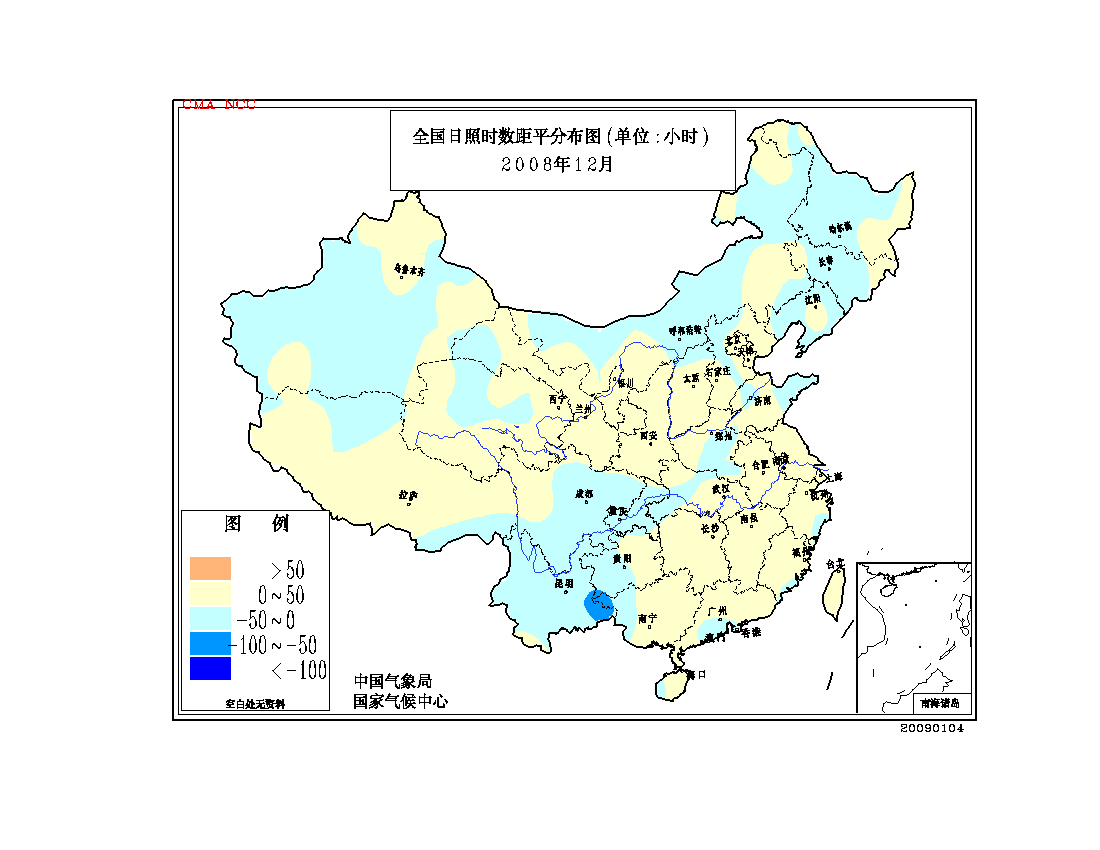 CMA NCC
全国日照时数距平分布图(单位:小时)
2008年12月
哈尔滨
长春
乌鲁木齐
沈阳
呼和浩特
北京
天津
银川
太原
石家庄
西宁
兰州
济南
西安
郑州
合肥
南京
上海
拉萨
成都
武汉
杭州
重庆
长沙
南昌
贵阳
福州
台北
昆明
广州
南宁
澳门
香港
海口
图 例
>50
0~50
-50~0
-100~-50
<-100
空白处无资料
中国气象局
国家气候中心
南海诸岛
20090104